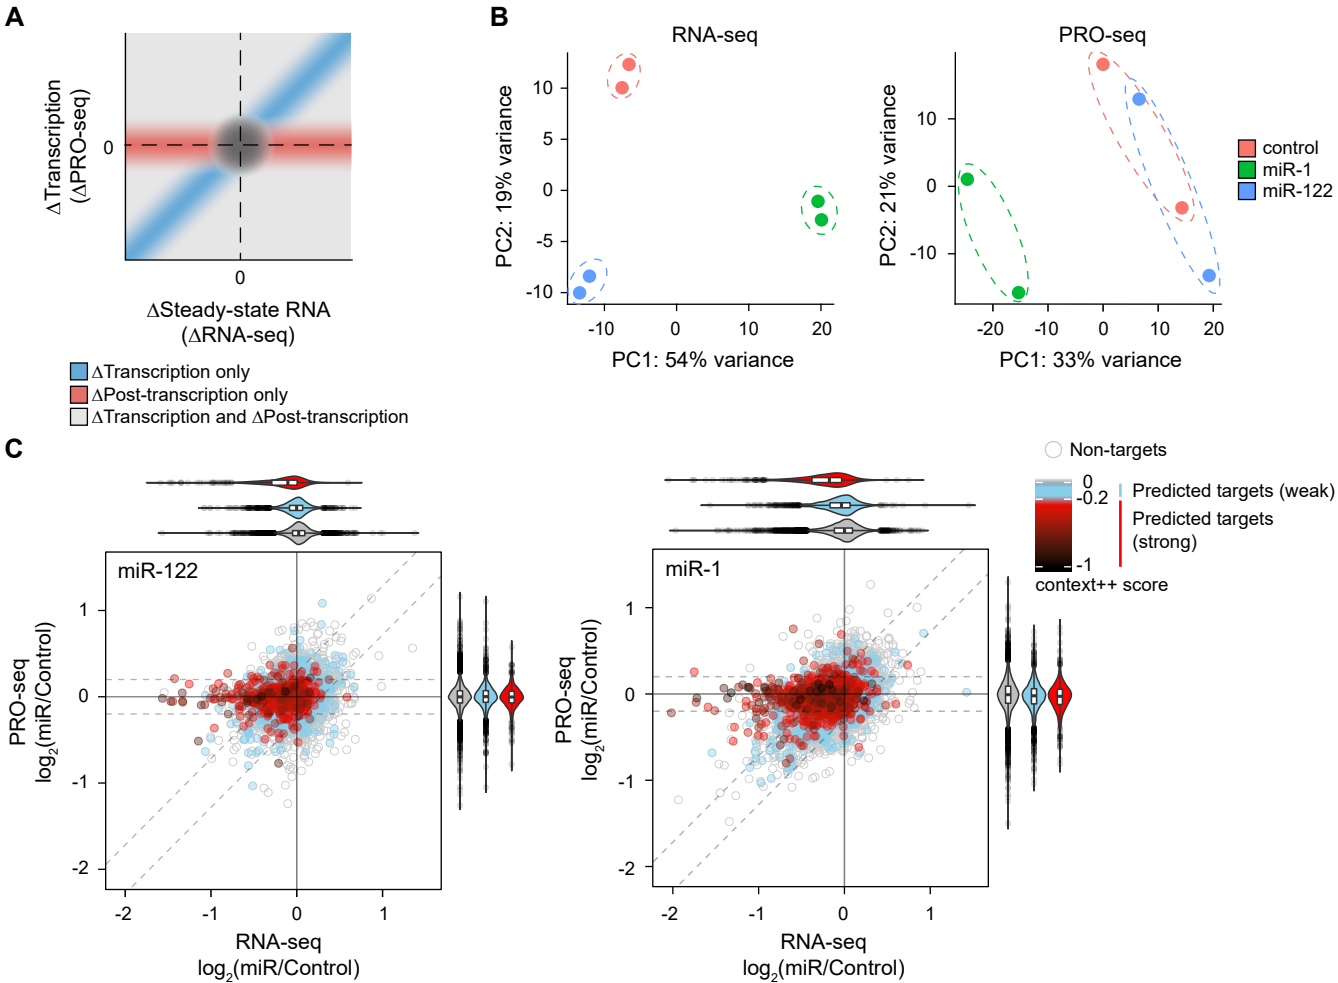 A
ΔTranscription
(ΔPRO-seq)
0
0
ΔSteady-state RNA
(ΔRNA-seq)
ΔTranscription only
ΔPost-transcription only
ΔTranscription and ΔPost-transcription
B
RNA-seq
PC2: 19% variance
10
5
0
-5
-10
-10
0
10
20
PC1: 54% variance
PRO-seq
PC2: 21% variance
10
0
-10
-20
-10
0
10
20
PC1: 33% variance
control
miR-1
miR-122
C
miR-122
PRO-seq
log2(miR/Control)
1
0
-1
-2
-2
-1
0
1
RNA-seq
log2(miR/Control)
miR-1
PRO-seq
log2(miR/Control)
1
0
-1
-2
-2
-1
0
1
RNA-seq
log2(miR/Control)
Non-targets
0
-0.2
-1
Predicted targets (weak)
Predicted targets
(strong)
context++ score